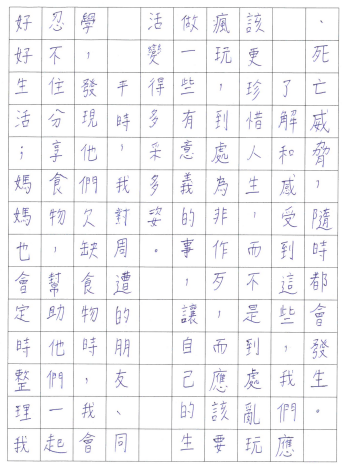 、死亡威脅，隨時都會發生。
了解和感受到這些，我們應
該更珍惜人生，而不是到處亂玩
瘋玩，到處為非作歹，而應該要
做一些有意義的事，讓自己的生
活變得多采多姿。
平時，我對周遭的朋友、同
學，發現他們欠缺食物時，我會
忍不住分享食物，幫助他們一起
好好生活；媽媽也會定時整理我